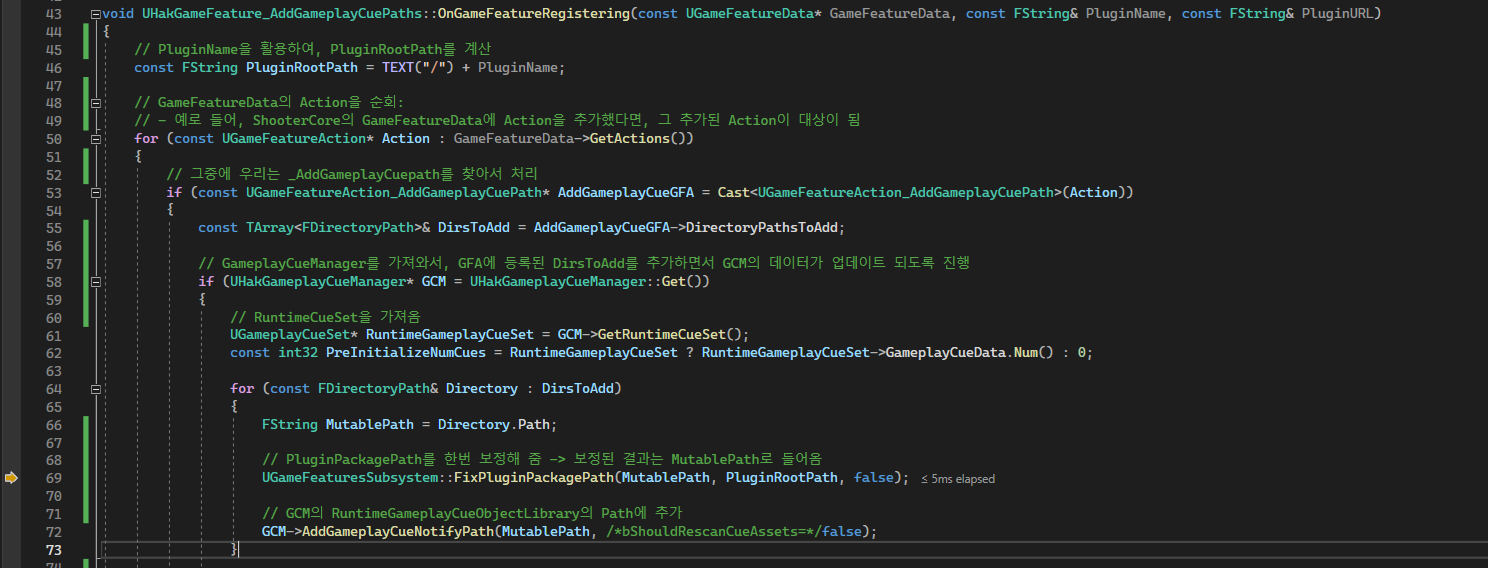 43 void UHakGameFeature_AddGameplayCuePaths::OnGameFeatureRegistering(const UGameFeatureData* GameFeatureData, const FString& PluginName, const FString& PluginURL)
44 {
45 // PluginName을 활용하여, PluginRootPath를 계산
46 const FString PluginRootPath = TEXT("/") + PluginName;
47
48 // GameFeatureData의 Action을 순회:
49 // - 예로 들어, ShooterCore의 GameFeatureData에 Action을 추가했다면, 그 추가된 Action이 대상이 됨
50 for (const UGameFeatureAction* Action : GameFeatureData->GetActions())
51 {
52 // 그중에 우리는 _AddGameplayCuepath를 찾아서 처리
53 if (const UGameFeatureAction_AddGameplayCuePath* AddGameplayCueGFA = Cast<UGameFeatureAction_AddGameplayCuePath>(Action))
54 {
55 const TArray<FDirectoryPath>& DirsToAdd = AddGameplayCueGFA->DirectoryPathsToAdd;
56
57 // GameplayCueManager를 가져와서, GFA에 등록된 DirsToAdd를 추가하면서 GCM의 데이터가 업데이트 되도록 진행
58 if (UHakGameplayCueManager* GCM = UHakGameplayCueManager::Get())
59 {
60 // RuntimeCueSet을 가져옴
61 UGameplayCueSet* RuntimeGameplayCueSet = GCM->GetRuntimeCueSet();
62 const int32 PreInitializeNumCues = RuntimeGameplayCueSet ? RuntimeGameplayCueSet->GameplayCueData.Num() : 0;
63
64 for (const FDirectoryPath& Directory : DirsToAdd)
65 {
66 FString MutablePath = Directory.Path;
67
68 // PluginPackagePath를 한번 보정해 줌 -> 보정된 결과는 MutablePath로 들어옴
69 UGameFeaturesSubsystem::FixPluginPackagePath(MutablePath, PluginRootPath, false); ≤ 5ms elapsed
70
71 // GCM의 RuntimeGameplayCueObjectLibrary의 Path에 추가
72 GCM->AddGameplayCueNotifyPath(MutablePath, /*bShouldRescanCueAssets=*/false);
73 }